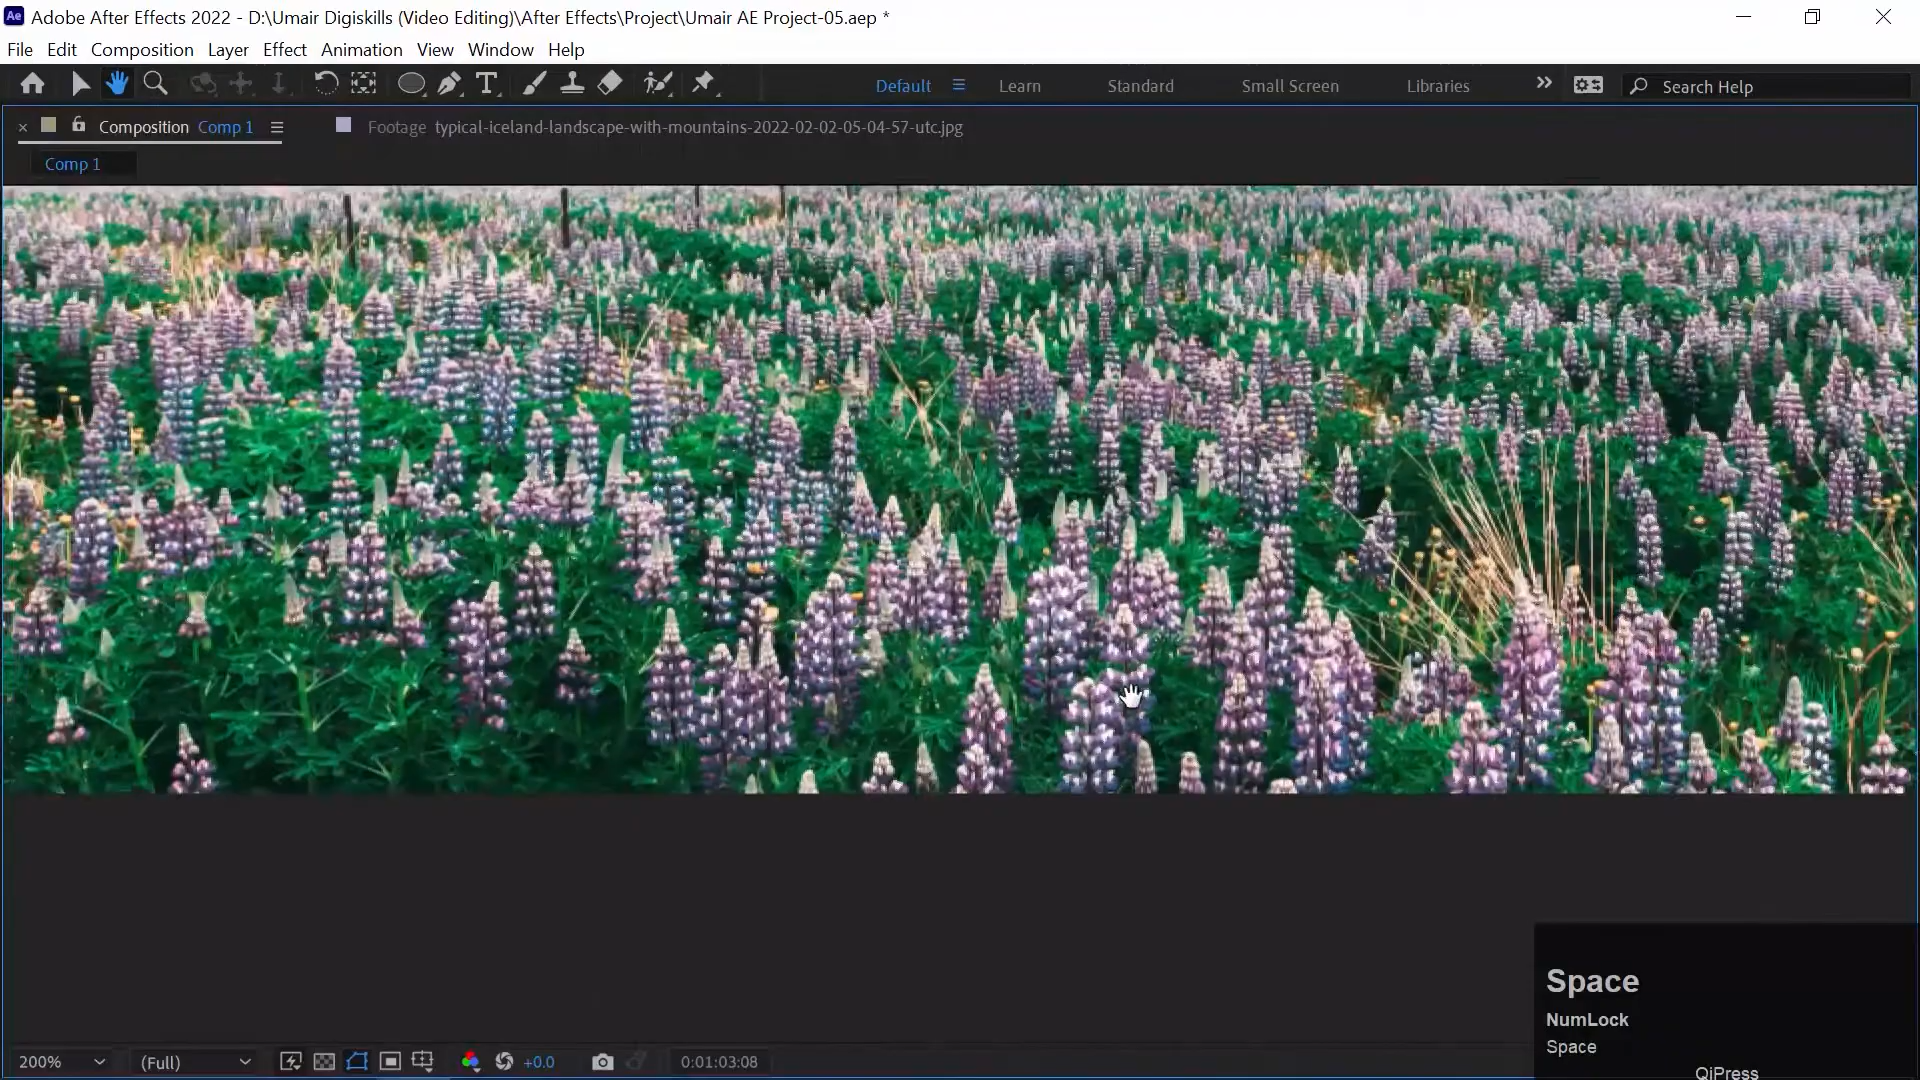 Adobe After Effects 2022 - D:\Umair Digiskills (Video Editing)\After Effects\Project\Umair AE Project-05.aep *
File Edit Composition Layer Effect Animation View Window Help
Default Learn Standard Small Screen Libraries Search Help
Composition Comp 1 Footage typical-iceland-landscape-with-mountains-2022-02-02-05-04-57-utc.jpg
Comp 1
Space
NumLock
Space
QiPress
200% (Full) +0.0 0:01:03:08